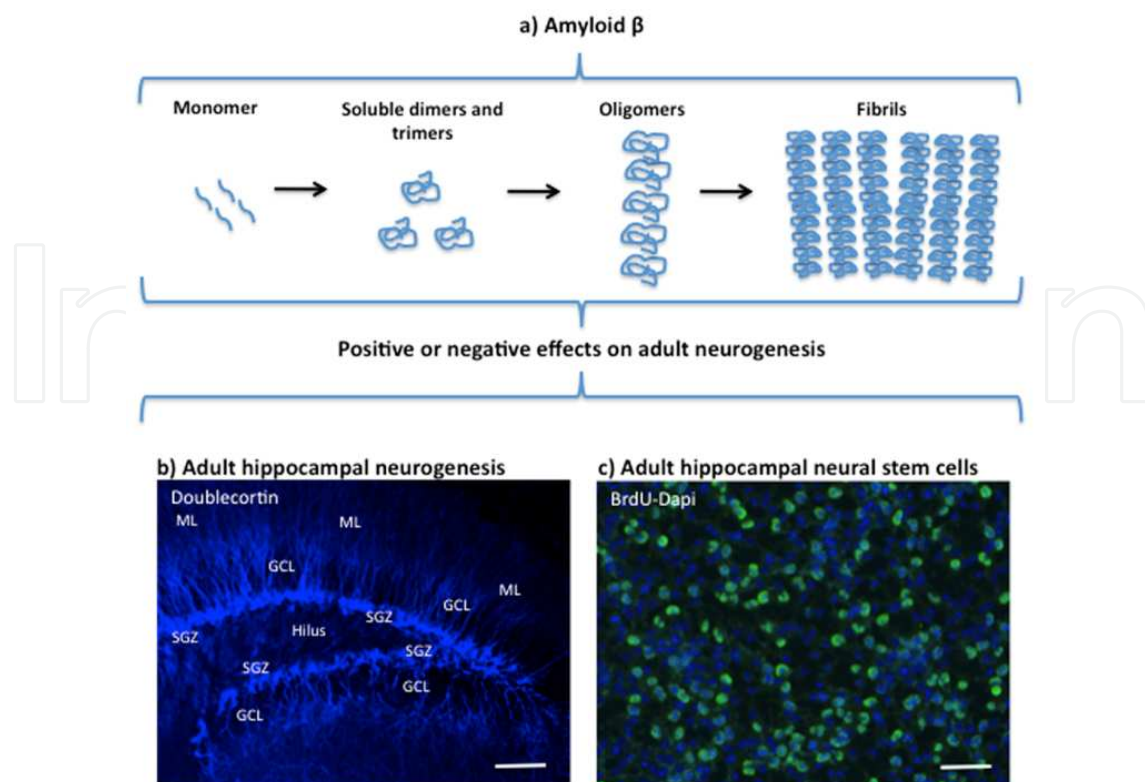 a) Amyloid β
Monomer
Soluble dimers and
trimers
Oligomers
Fibrils
Positive or negative effects on adult neurogenesis
b) Adult hippocampal neurogenesis
Doublecortin
ML
ML
GCL
ML
GCL
SGZ
Hilus
SGZ
SGZ
SGZ
GCL
GCL
c) Adult hippocampal neural stem cells
BrdU-Dapi